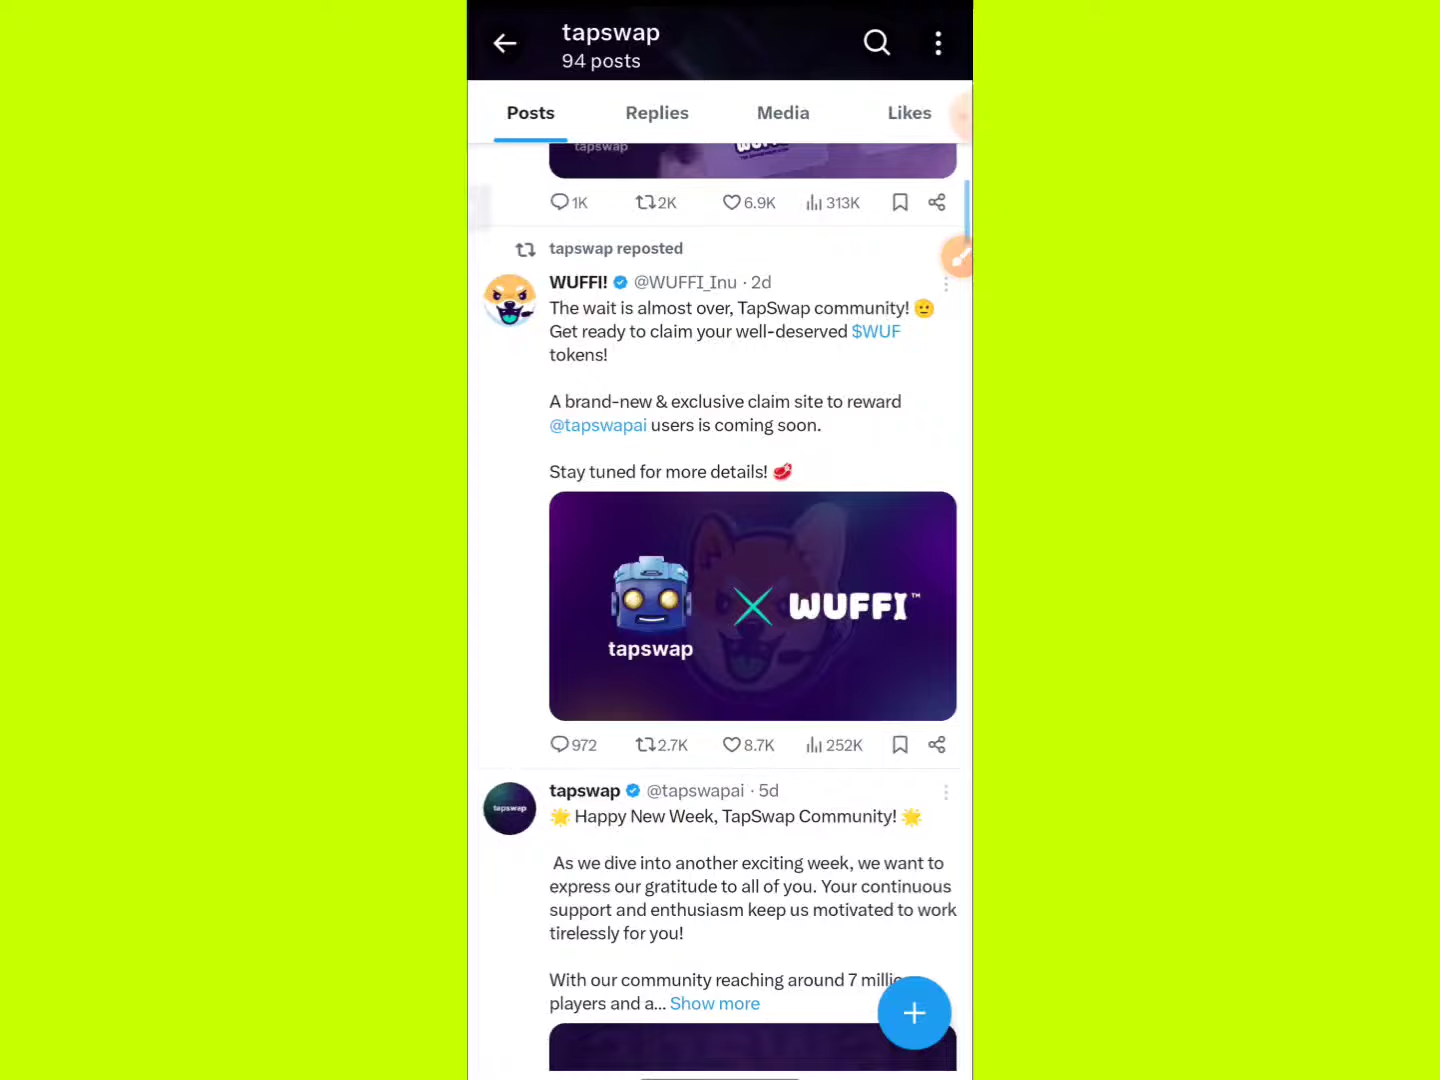 tapswap
94 posts
Posts Replies Media Likes
tapswap
1K 2K 6.9K 313K
tapswap reposted
WUFFI! @WUFFI_Inu · 2d
The wait is almost over, TapSwap community! 🫡
Get ready to claim your well-deserved $WUF
tokens!
A brand-new & exclusive claim site to reward
@tapswapai users is coming soon.
Stay tuned for more details! 🥩
tapswap
WUFFI™
972 2.7K 8.7K 252K
tapswap
tapswap @tapswapai · 5d
🌟 Happy New Week, TapSwap Community! 🌟
As we dive into another exciting week, we want to
express our gratitude to all of you. Your continuous
support and enthusiasm keep us motivated to work
tirelessly for you!
With our community reaching around 7
players and a... Show more